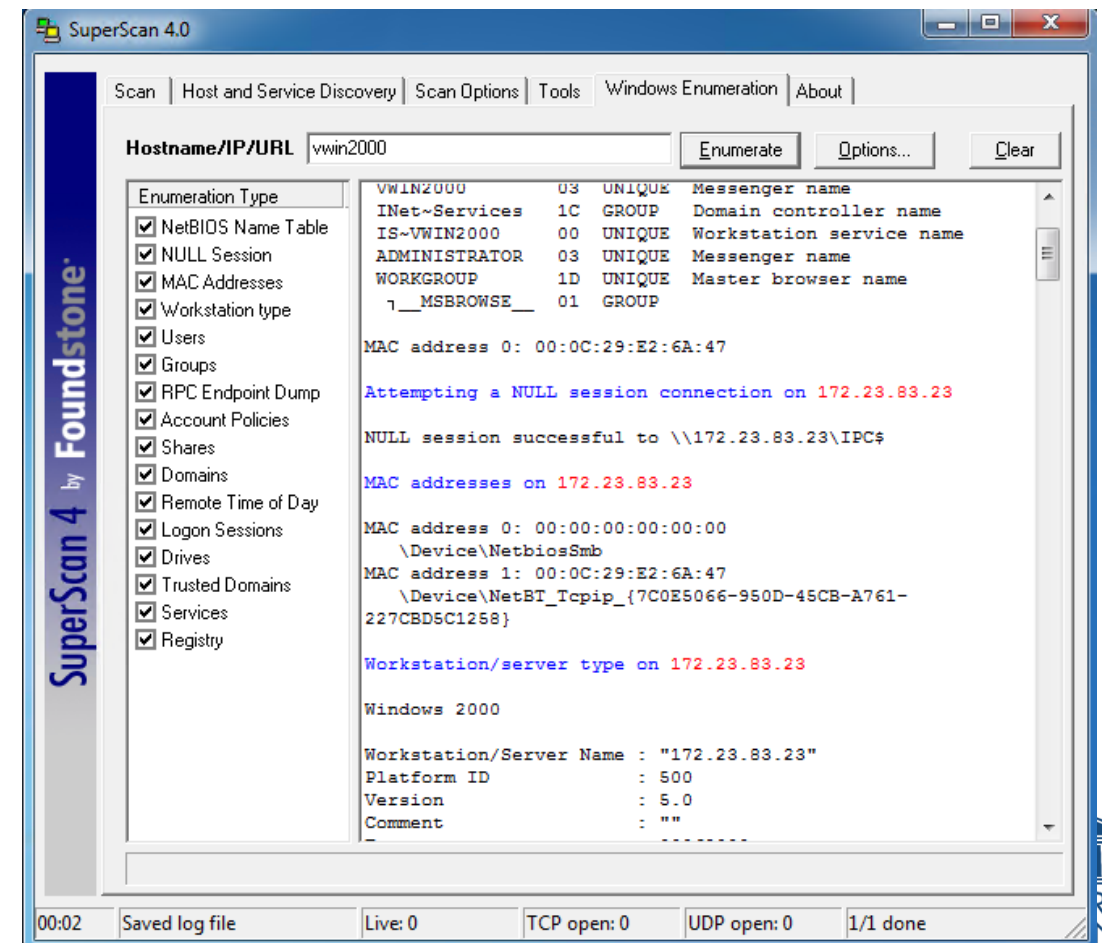 SuperScan 4.0
Scan Host and Service Discovery Scan Options Tools Windows Enumeration About
Hostname/IP/URL vwin2000 Enumerate Options... Clear
Enumeration Type
NetBIOS Name Table
NULL Session
MAC Addresses
Workstation type
Users
Groups
RPC Endpoint Dump
Account Policies
Shares
Domains
Remote Time of Day
Logon Sessions
Drives
Trusted Domains
Services
Registry
VWIN2000 03 UNIQUE Messenger name
INet~Services 1C GROUP Domain controller name
IS~VWIN2000 00 UNIQUE Workstation service name
ADMINISTRATOR 03 UNIQUE Messenger name
WORKGROUP 1D UNIQUE Master browser name
┐__MSBROWSE__ 01 GROUP
MAC address 0: 00:0C:29:E2:6A:47
Attempting a NULL session connection on 172.23.83.23
NULL session successful to \\172.23.83.23\IPC$
MAC addresses on 172.23.83.23
MAC address 0: 00:00:00:00:00:00
\Device\NetbiosSmb
MAC address 1: 00:0C:29:E2:6A:47
\Device\NetBT_Tcpip_{7C0E5066-950D-45CB-A761-
227CBD5C1258}
Workstation/server type on 172.23.83.23
Windows 2000
Workstation/Server Name : "172.23.83.23"
Platform ID : 500
Version : 5.0
Comment : ""
SuperScan 4 by Foundstone
00:02 Saved log file Live: 0 TCP open: 0 UDP open: 0 1/1 done